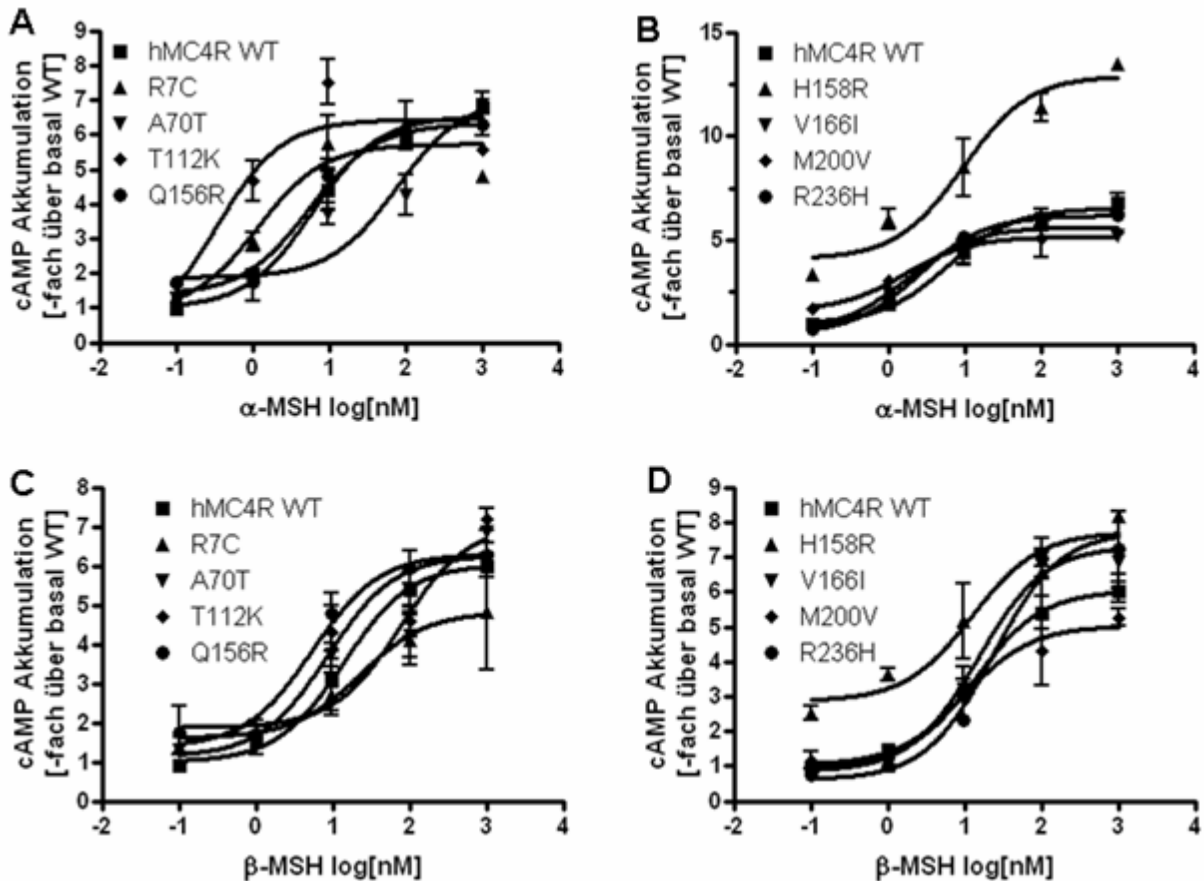 A
cAMP Akkumulation
[-fach über basal WT]
9
8
7
6
5
4
3
2
1
0
hMC4R WT
R7C
A70T
T112K
Q156R
-2 -1 0 1 2 3 4
α-MSH log[nM]
B
cAMP Akkumulation
[-fach über basal WT]
15
10
5
0
hMC4R WT
H158R
V166I
M200V
R236H
-2 -1 0 1 2 3 4
α-MSH log[nM]
C
cAMP Akkumulation
[-fach über basal WT]
8
7
6
5
4
3
2
1
0
hMC4R WT
R7C
A70T
T112K
Q156R
-2 -1 0 1 2 3 4
β-MSH log[nM]
D
cAMP Akkumulation
[-fach über basal WT]
9
8
7
6
5
4
3
2
1
0
hMC4R WT
H158R
V166I
M200V
R236H
-2 -1 0 1 2 3 4
β-MSH log[nM]